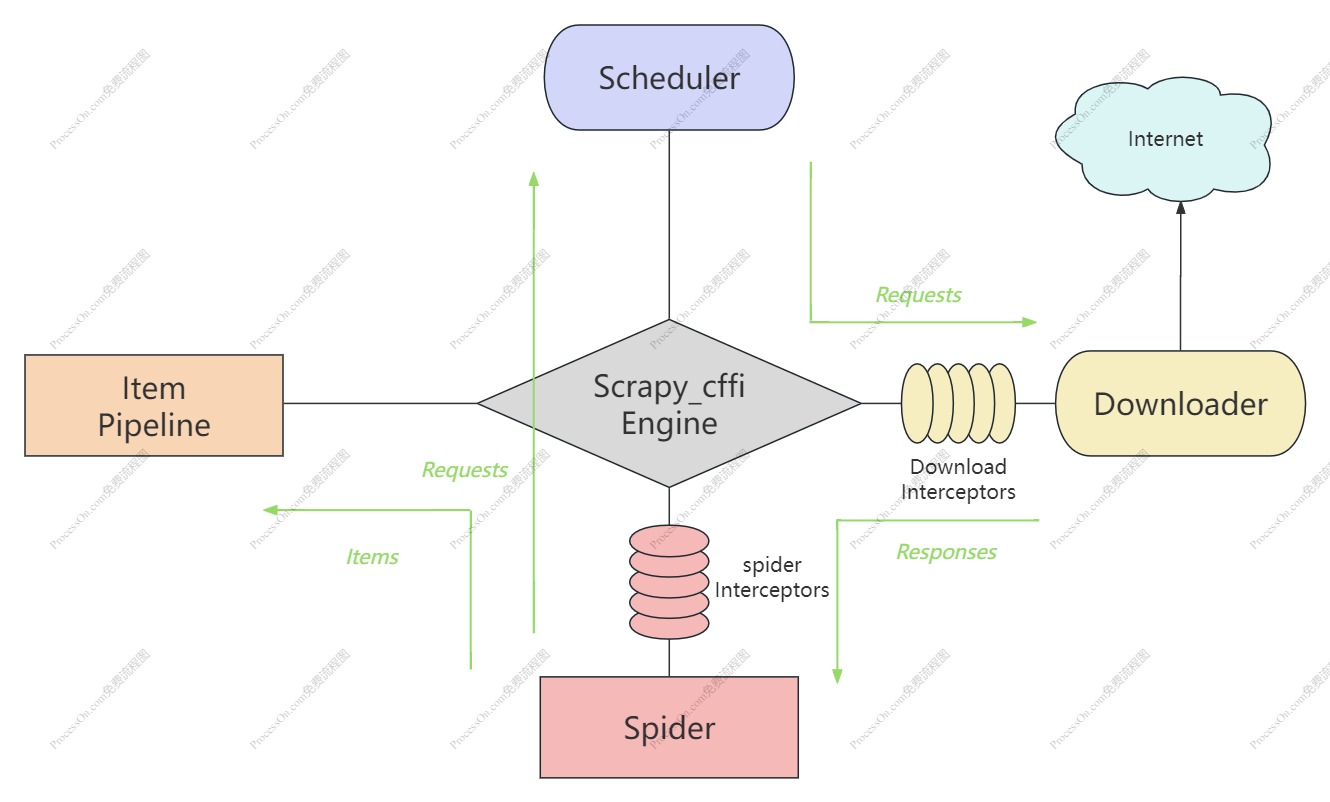 Scheduler
Internet
Requests
Item
Pipeline
Scrapy_cffi
Engine
Downloader
Requests
Download
Interceptors
Items
Responses
spider
Interceptors
Spider
ProcessOn.com免费流程图